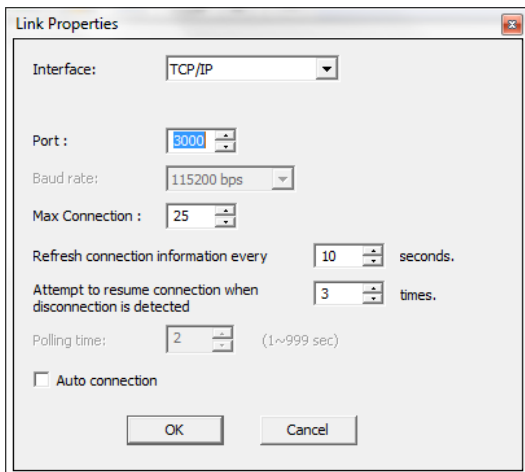 Link Properties
Interface: TCP/IP
Port : 3000
Baud rate: 115200 bps
Max Connection : 25
Refresh connection information every 10 seconds.
Attempt to resume connection when
disconnection is detected 3 times.
Polling time: 2 (1~999 sec)
Auto connection
OK Cancel